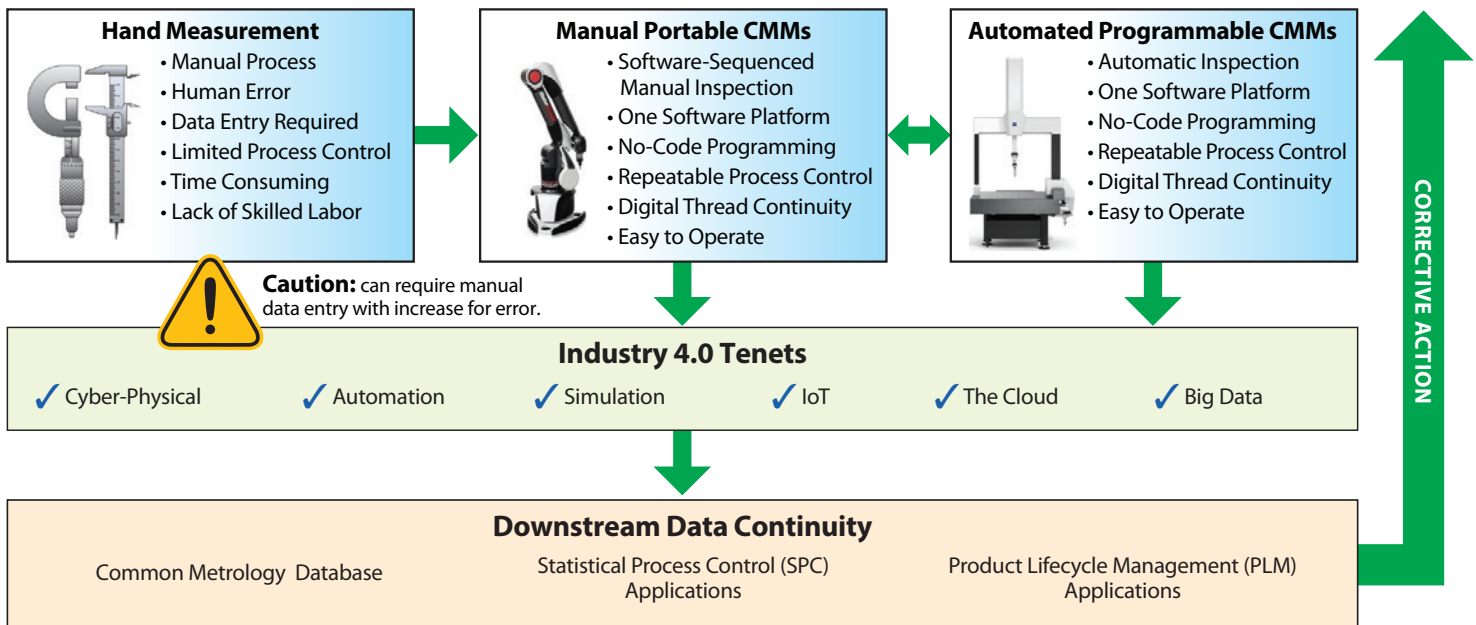 Hand Measurement
• Manual Process
• Human Error
• Data Entry Required
• Limited Process Control
• Time Consuming
• Lack of Skilled Labor
Manual Portable CMMs
• Software-Sequenced
Manual Inspection
• One Software Platform
• No-Code Programming
• Repeatable Process Control
• Digital Thread Continuity
• Easy to Operate
Automated Programmable CMMs
• Automatic Inspection
• One Software Platform
• No-Code Programming
• Repeatable Process Control
• Digital Thread Continuity
• Easy to Operate
CORRECTIVE ACTION
!
Caution: can require manual
data entry with increase for error.
Industry 4.0 Tenets
✓ Cyber-Physical
✓ Automation
✓ Simulation
✓ IoT
✓ The Cloud
✓ Big Data
Downstream Data Continuity
Common Metrology Database
Statistical Process Control (SPC)
Applications
Product Lifecycle Management (PLM)
Applications